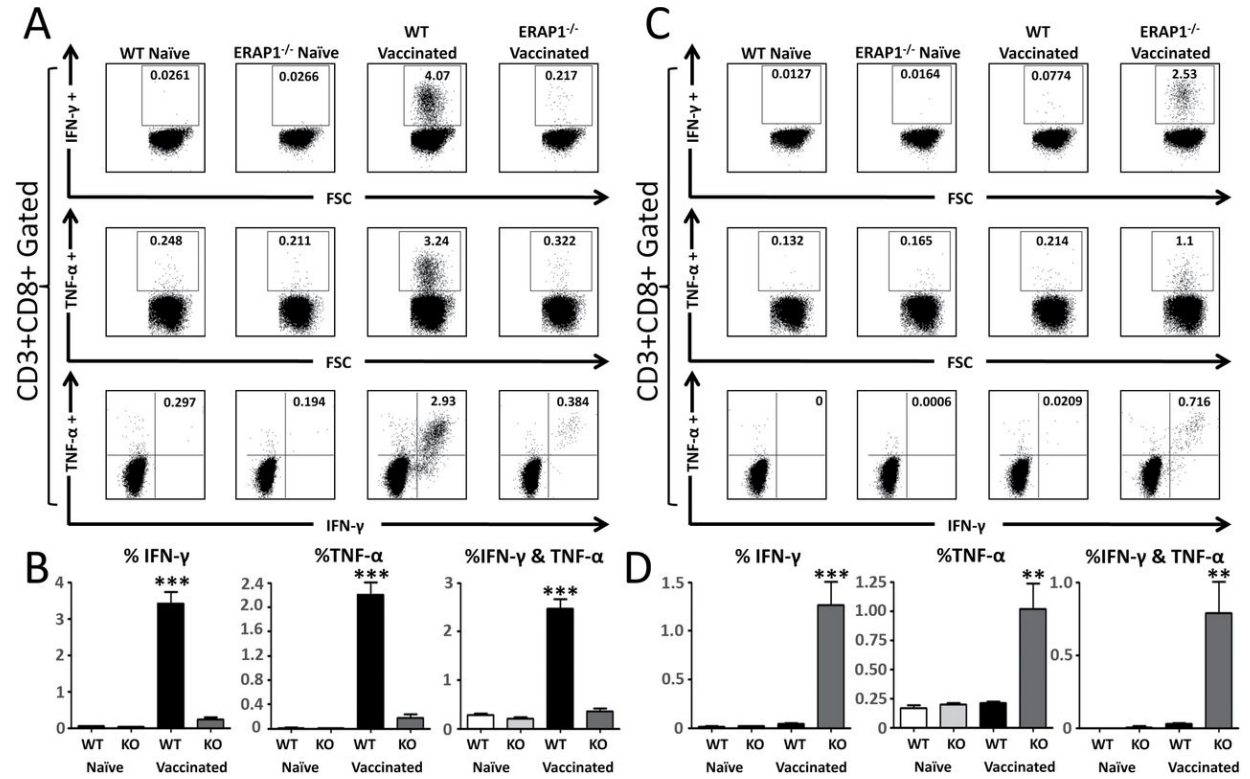 A
WT Naïve
ERAP1-/- Naïve
WT
Vaccinated
ERAP1-/-
Vaccinated
CD3+CD8+ Gated
IFN-γ +
0.0261
0.0266
4.07
0.217
FSC
TNF-α +
0.248
0.211
3.24
0.322
FSC
TNF-α +
0.297
0.194
2.93
0.384
IFN-γ
C
WT Naïve
ERAP1-/- Naïve
WT
Vaccinated
ERAP1-/-
Vaccinated
CD3+CD8+ Gated
IFN-γ +
0.0127
0.0164
0.0774
2.53
FSC
TNF-α +
0.132
0.165
0.214
1.1
FSC
TNF-α +
0
0.0006
0.0209
0.716
IFN-γ
B
% IFN-γ
4
3
2
1
0
***
WT KO WT KO
Naïve Vaccinated
%TNF-α
2.4
2.0
1.6
1.2
0.8
0.4
0
***
WT KO WT KO
Naïve Vaccinated
%IFN-γ & TNF-α
3
2
1
0
***
WT KO WT KO
Naïve Vaccinated
D
% IFN-γ
1.5
1.0
0.5
0
***
WT KO WT KO
Naïve Vaccinated
%TNF-α
1.25
1.00
0.75
0.50
0.25
0
**
WT KO WT KO
Naïve Vaccinated
%IFN-γ & TNF-α
1.0
0.5
0
**
WT KO WT KO
Naïve Vaccinated